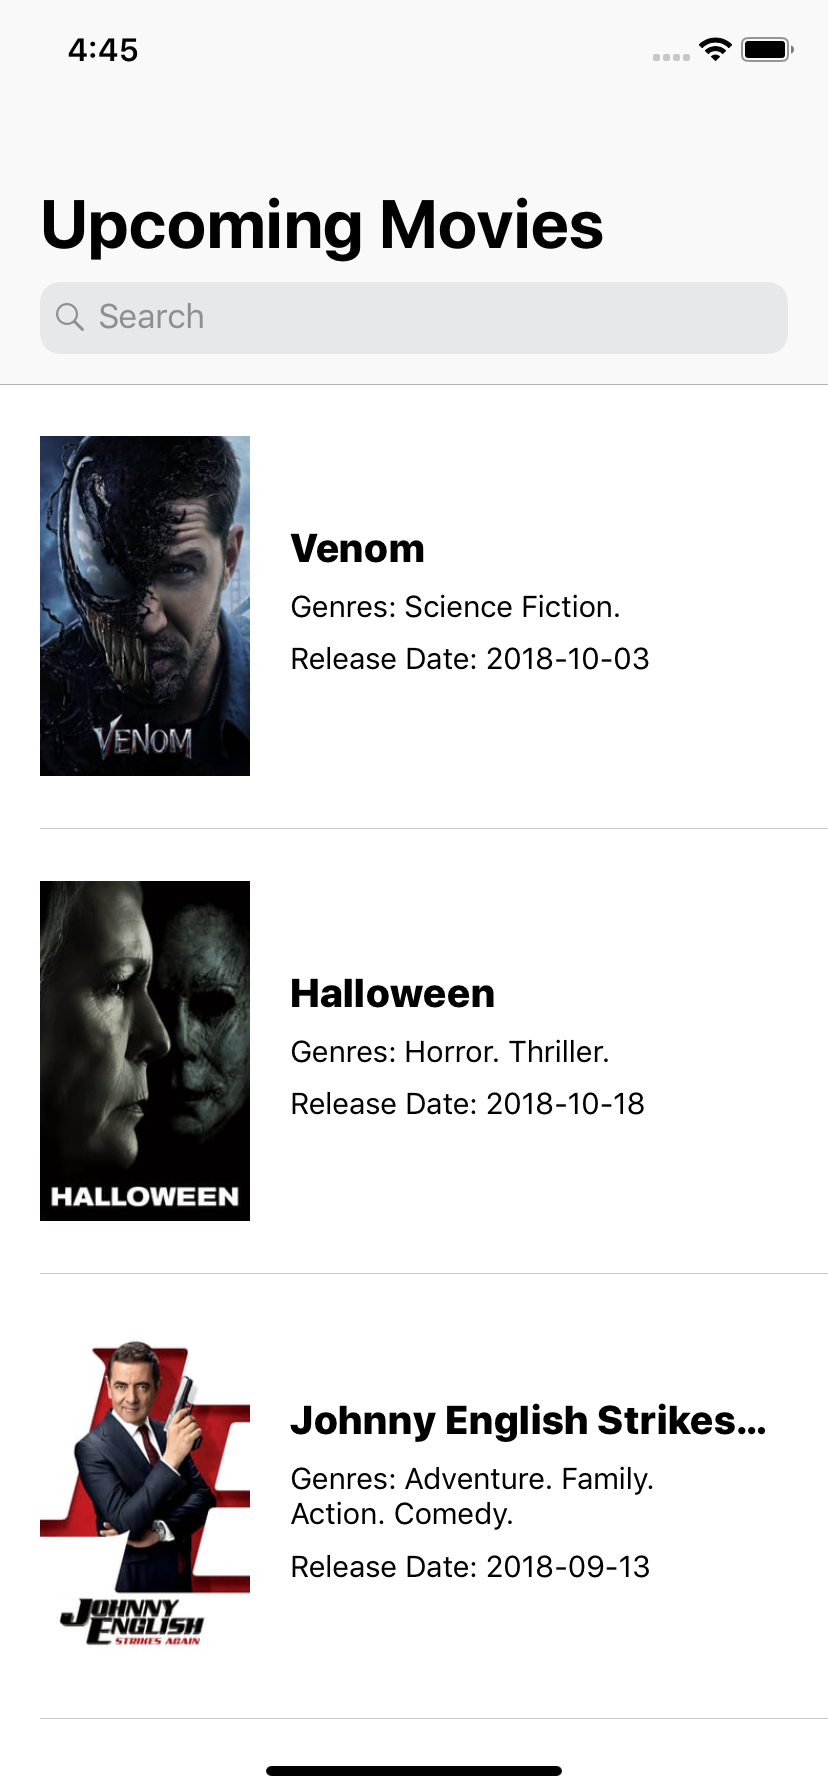 4:45
Upcoming Movies
Search
VENOM
Venom
Genres: Science Fiction.
Release Date: 2018-10-03
HALLOWEEN
Halloween
Genres: Horror. Thriller.
Release Date: 2018-10-18
JOHNNY
ENGLISH
STRIKES AGAIN
Johnny English Strikes...
Genres: Adventure. Family.
Action. Comedy.
Release Date: 2018-09-13